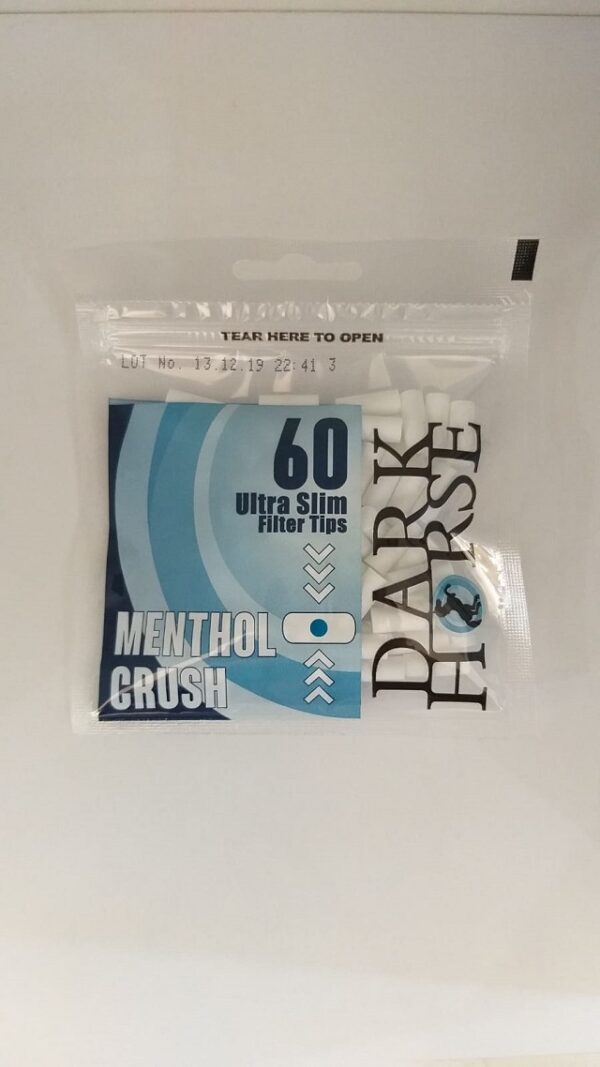 TEAR HERE TO OPEN
LOT No. 13.12.19 22:41 3
60
Ultra Slim
Filter Tips
MENTHOL
CRUSH
DARK
HORSE